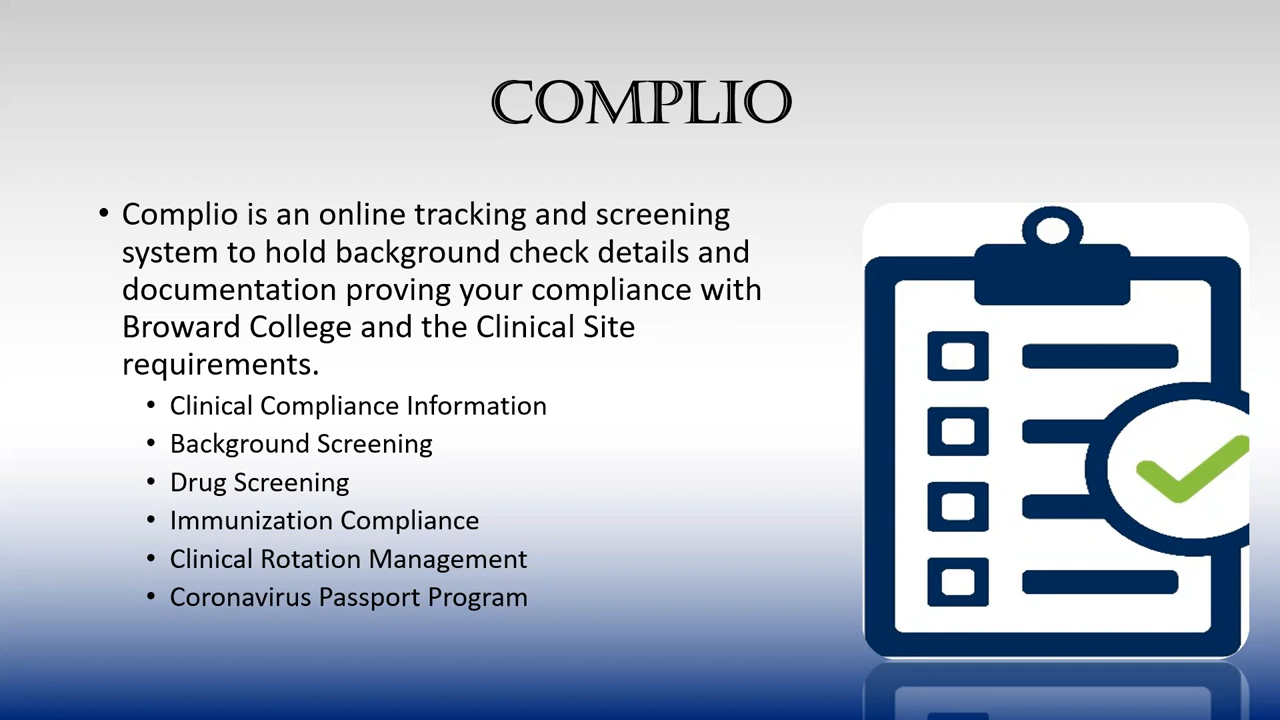 COMPLIO
• Complio is an online tracking and screening
system to hold background check details and
documentation proving your compliance with
Broward College and the Clinical Site
requirements.
• Clinical Compliance Information
• Background Screening
• Drug Screening
• Immunization Compliance
• Clinical Rotation Management
• Coronavirus Passport Program